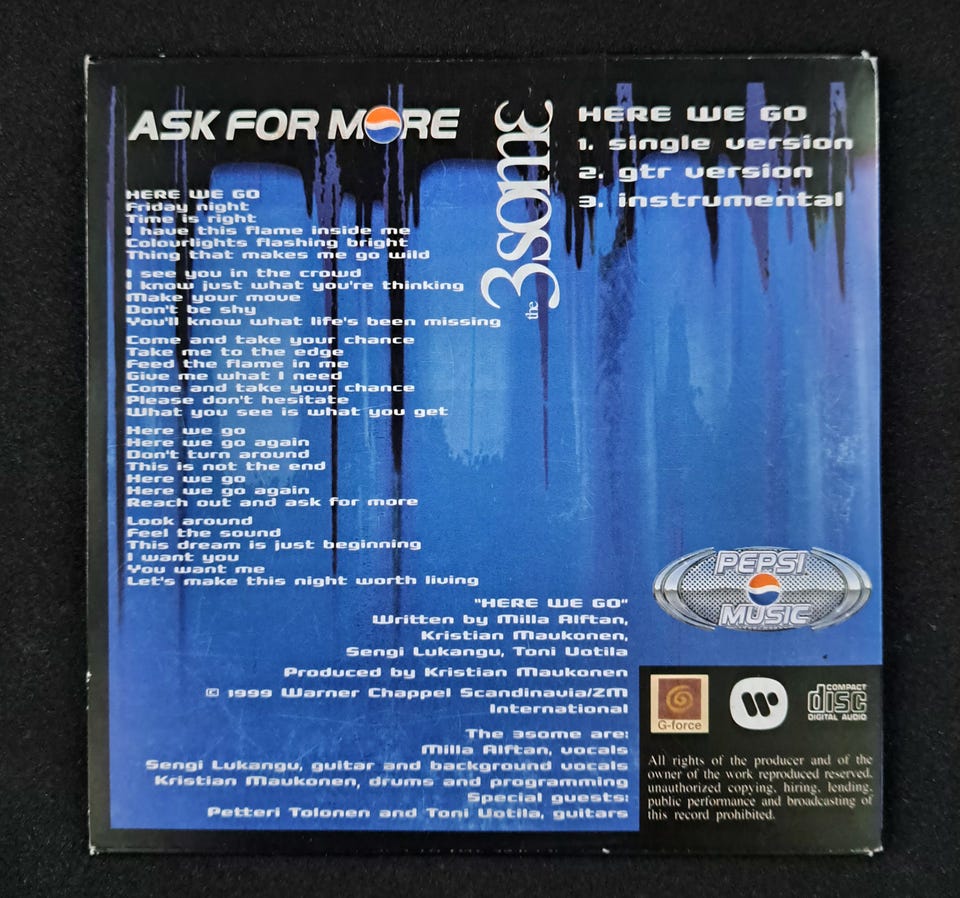 ASK FOR MORE
HERE WE GO
Friday night
Time is right
I have this flame inside me
Colourlights flashing bright
Thing that makes me go wild
I see you in the crowd
I know just what you're thinking
Make your move
Don't be shy
You'll know what life's been missing
Come and take your chance
Take me to the edge
Feed the flame in me
Give me what I need
Come and take your chance
Please don't hesitate
What you see is what you get
Here we go
Here we go again
Don't turn around
This is not the end
Here we go
Here we go again
Reach out and ask for more
Look around
Feel the sound
This dream is just beginning
I want you
You want me
Let's make this night worth living
the 3some
HERE WE GO
1. single version
2. gtr version
3. instrumental
"HERE WE GO"
Written by Milla Alftan,
Kristian Maukonen,
Sengi Lukangu, Toni Uotila
Produced by Kristian Maukonen
© 1999 Warner Chappel Scandinavia/2M
International
The 3some are:
Milla Alftan, vocals
Sengi Lukangu, guitar and background vocals
Kristian Maukonen, drums and programming
Special guests:
Petteri Tolonen and Toni Uotila, guitars
PEPSI
MUSIC
G-force
COMPACT
disc
DIGITAL AUDIO
All rights of the producer and of the
owner of the work reproduced reserved.
unauthorized copying, hiring, lending,
public performance and broadcasting of
this record prohibited.